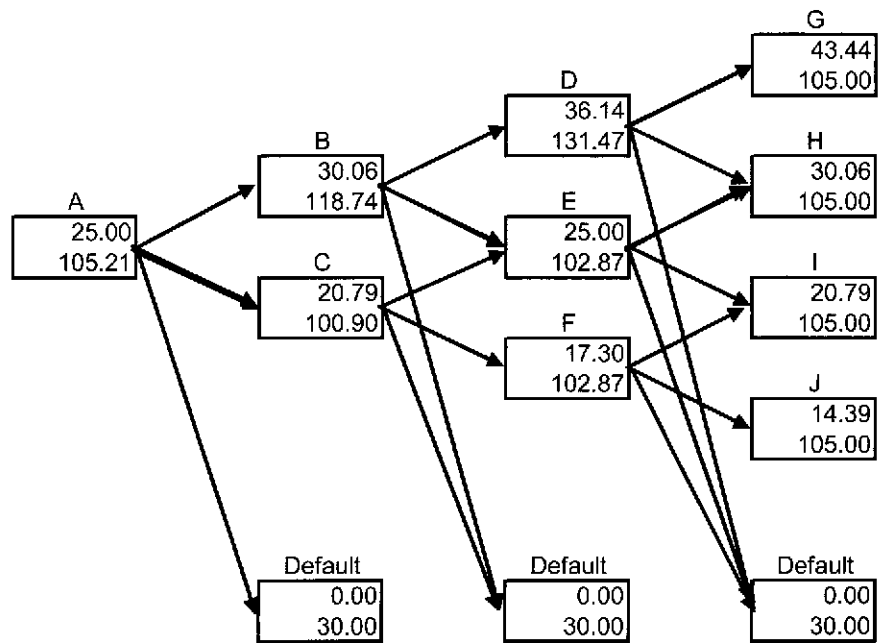 G
43.44
105.00
D
36.14
131.47
B
30.06
118.74
H
30.06
105.00
A
25.00
105.21
E
25.00
102.87
C
20.79
100.90
I
20.79
105.00
F
17.30
102.87
J
14.39
105.00
Default
0.00
30.00
Default
0.00
30.00
Default
0.00
30.00